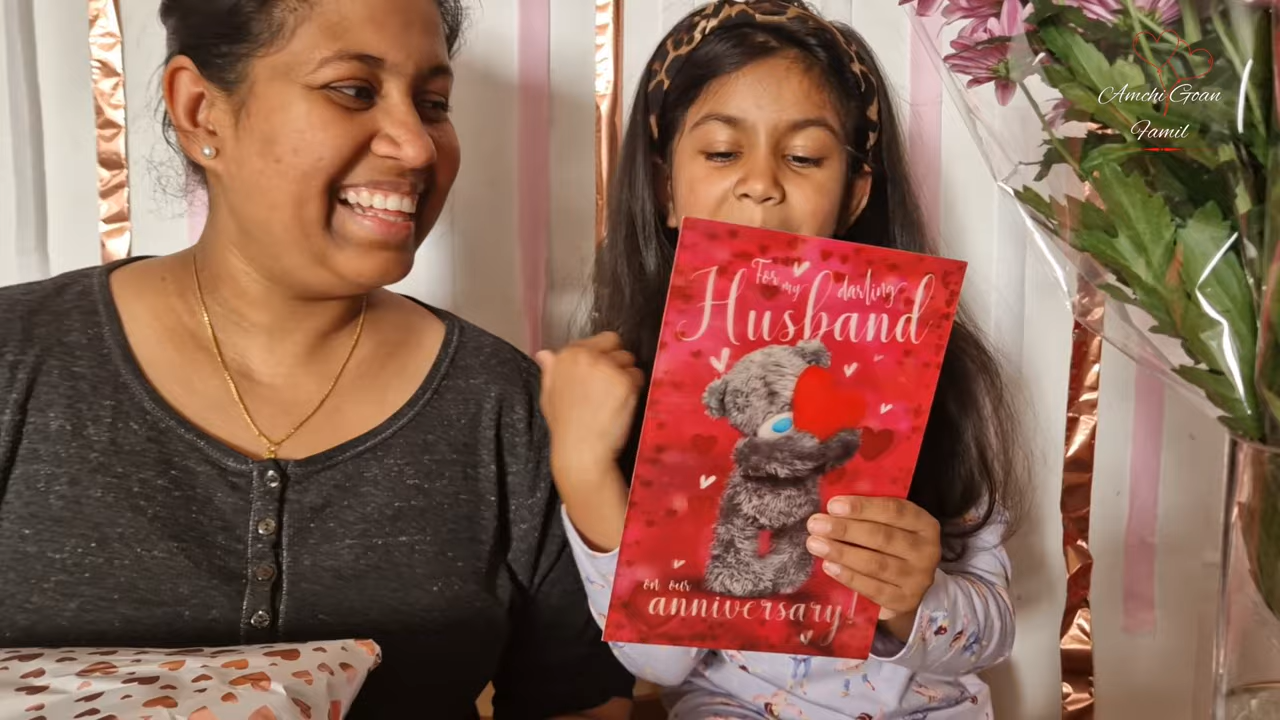 For my darling
Husband
on our
anniversary!
Amchi Goan
Famil